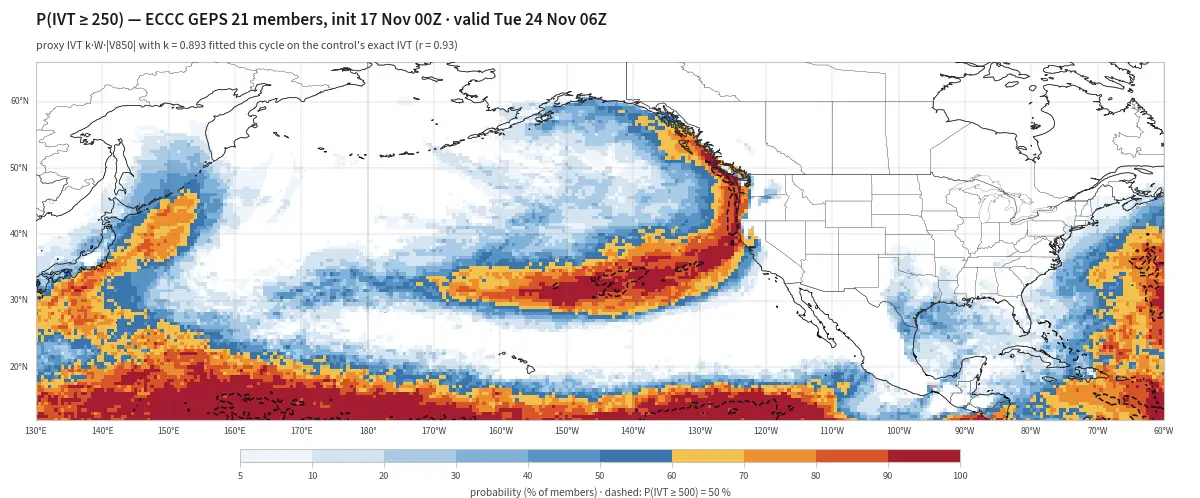 P(IVT ≥ 250) — ECCC GEPS 21 members, init 17 Nov 00Z · valid Tue 24 Nov 06Z
proxy IVT k·W·|V850| with k = 0.893 fitted this cycle on the control's exact IVT (r = 0.93)
60°N
50°N
40°N
30°N
20°N
130°E 140°E 150°E 160°E 170°E 180° 170°W 160°W 150°W 140°W 130°W 120°W 110°W 100°W 90°W 80°W 70°W 60°W
5 10 20 30 40 50 60 70 80 90 100
probability (% of members) · dashed: P(IVT ≥ 500) = 50 %